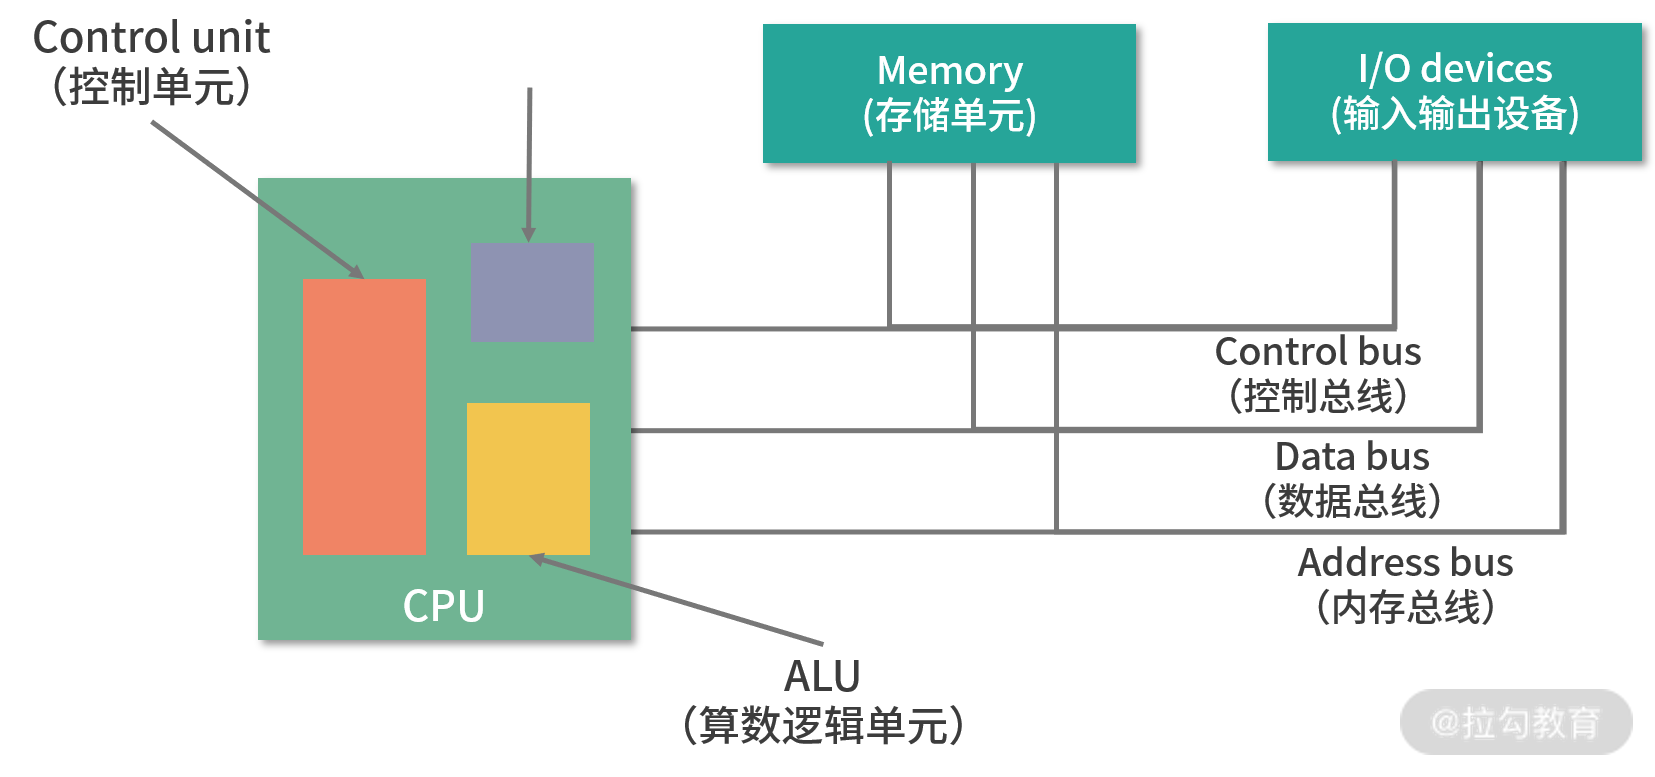 Control unit
（控制单元）
Memory
(存储单元)
I/O devices
(输入输出设备)
Control bus
（控制总线）
Data bus
（数据总线）
Address bus
（内存总线）
CPU
ALU
（算数逻辑单元）
@拉勾教育